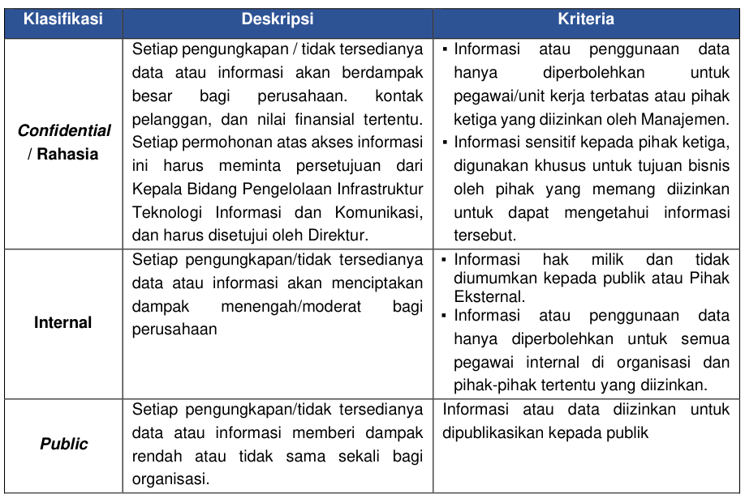 Klasifikasi
Deskripsi
Kriteria
Confidential
/ Rahasia
Setiap pengungkapan / tidak tersedianya
data atau informasi akan berdampak
besar bagi perusahaan. kontak
pelanggan, dan nilai finansial tertentu.
Setiap permohonan atas akses informasi
ini harus meminta persetujuan dari
Kepala Bidang Pengelolaan Infrastruktur
Teknologi Informasi dan Komunikasi,
dan harus disetujui oleh Direktur.
▪ Informasi atau penggunaan data
hanya diperbolehkan untuk
pegawai/unit kerja terbatas atau pihak
ketiga yang diizinkan oleh Manajemen.
▪ Informasi sensitif kepada pihak ketiga,
digunakan khusus untuk tujuan bisnis
oleh pihak yang memang diizinkan
untuk dapat mengetahui informasi
tersebut.
Internal
Setiap pengungkapan/tidak tersedianya
data atau informasi akan menciptakan
dampak menengah/moderat bagi
perusahaan
▪ Informasi hak milik dan tidak
diumumkan kepada publik atau Pihak
Eksternal.
▪ Informasi atau penggunaan data
hanya diperbolehkan untuk semua
pegawai internal di organisasi dan
pihak-pihak tertentu yang diizinkan.
Public
Setiap pengungkapan/tidak tersedianya
data atau informasi memberi dampak
rendah atau tidak sama sekali bagi
organisasi.
Informasi atau data diizinkan untuk
dipublikasikan kepada publik